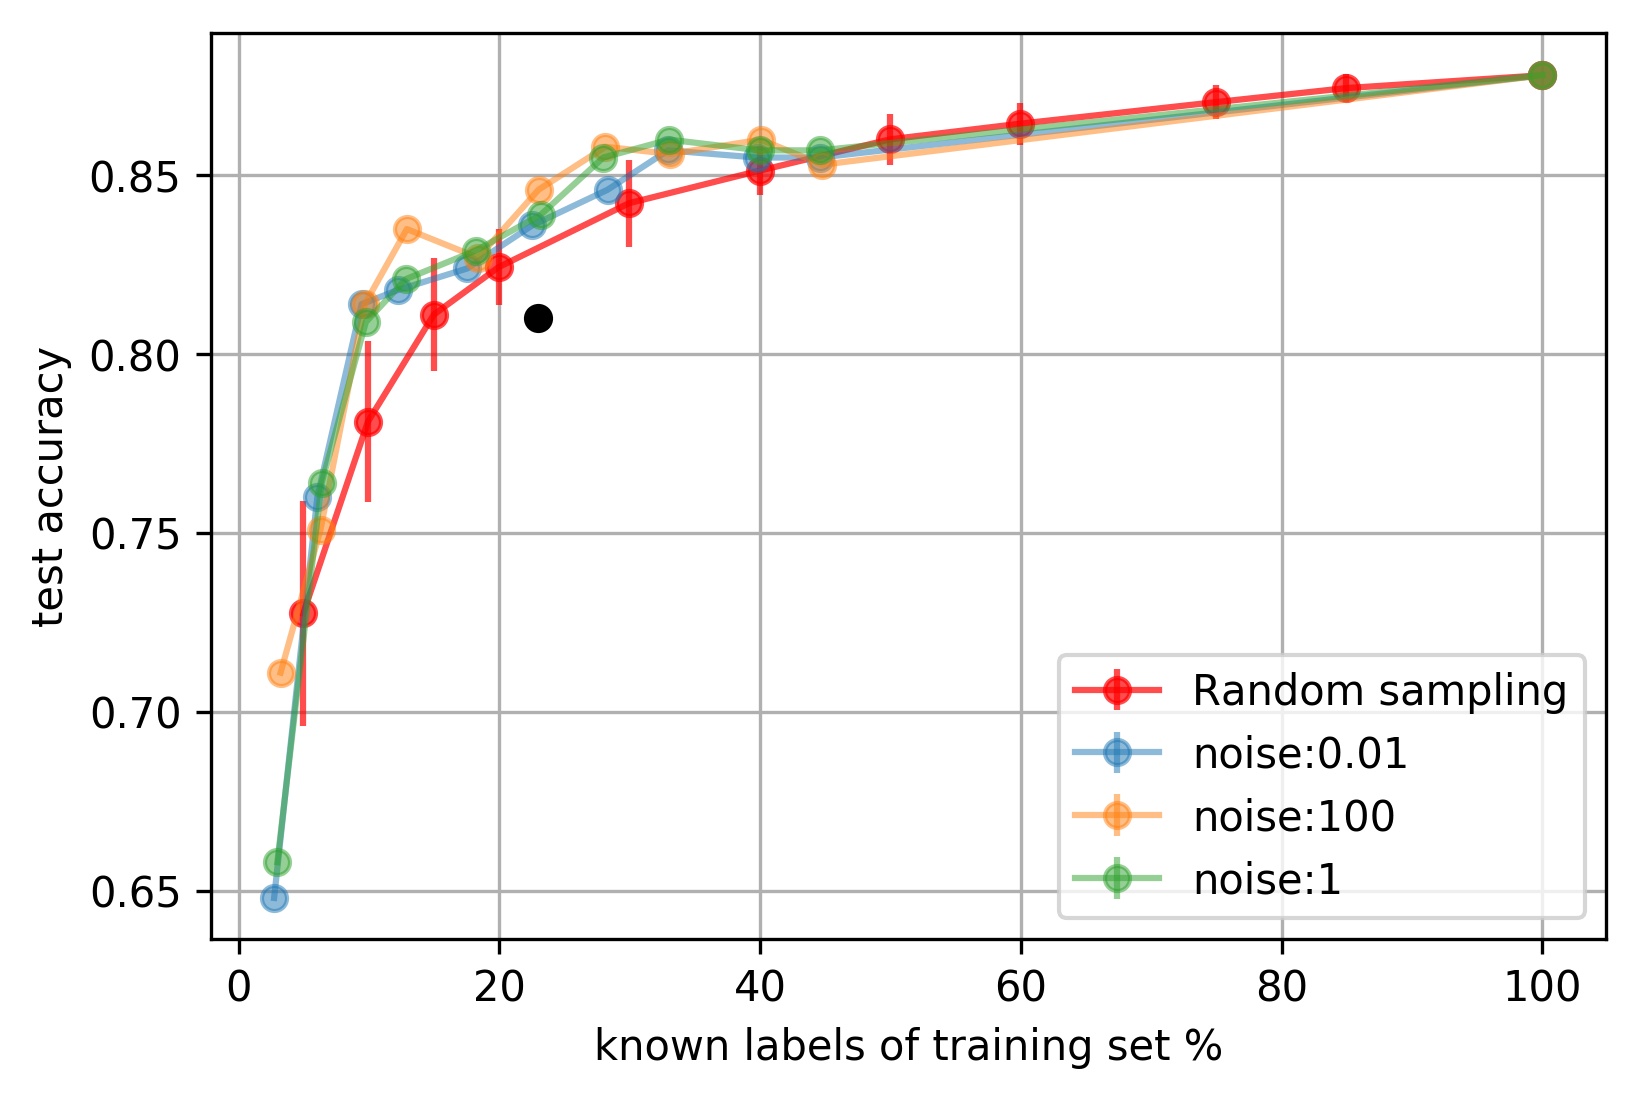 0.85
0.80
0.75
0.70
0.65
test accuracy
0 20 40 60 80 100
known labels of training set %
Random sampling
noise:0.01
noise:100
noise:1